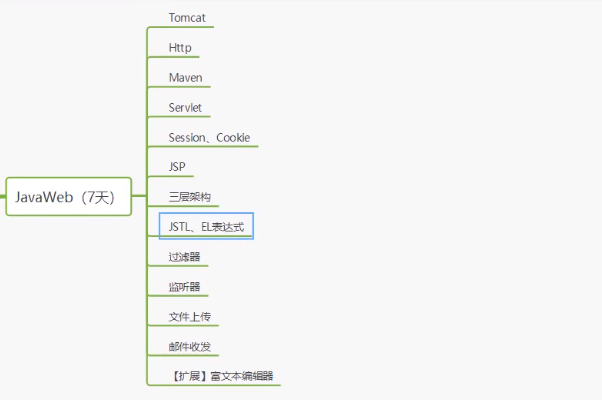 Tomcat
Http
Maven
Servlet
Session、Cookie
JSP
JavaWeb（7天）
三层架构
JSTL、EL表达式
过滤器
监听器
文件上传
邮件收发
【扩展】富文本编辑器